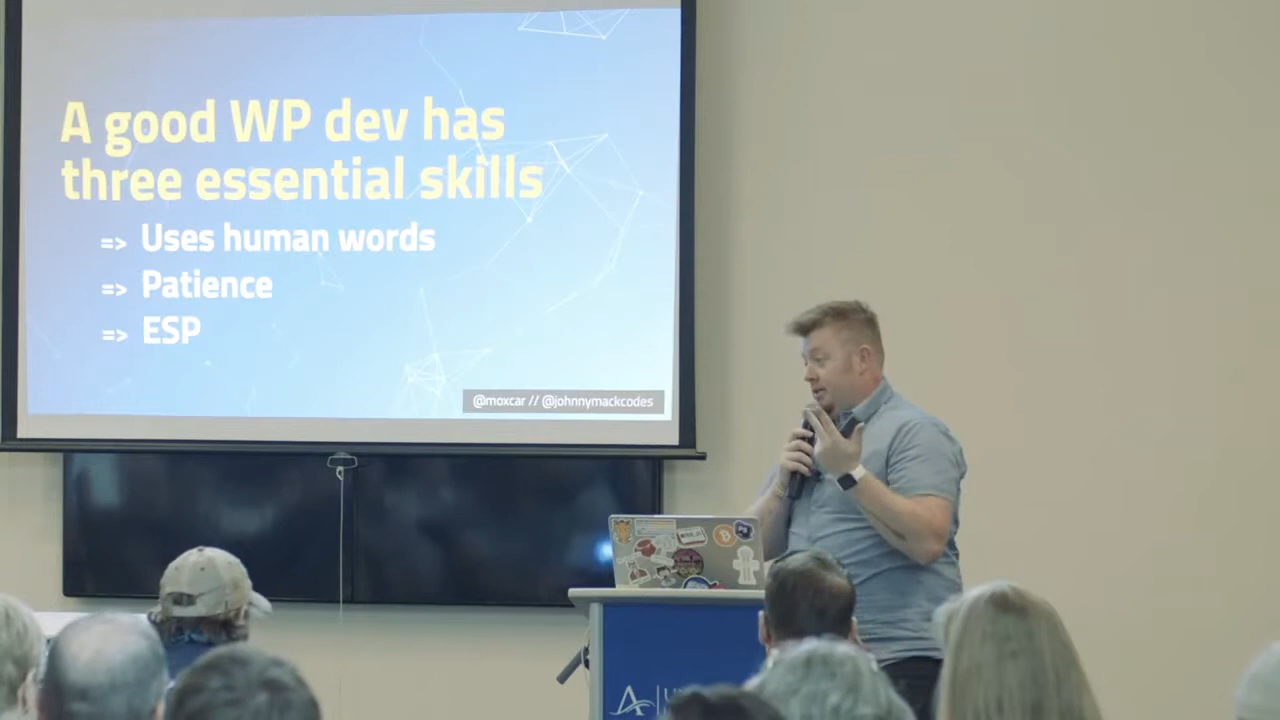 A good WP dev has
three essential skills
=> Uses human words
=> Patience
=> ESP
@moxcar // @johnnymackcodes